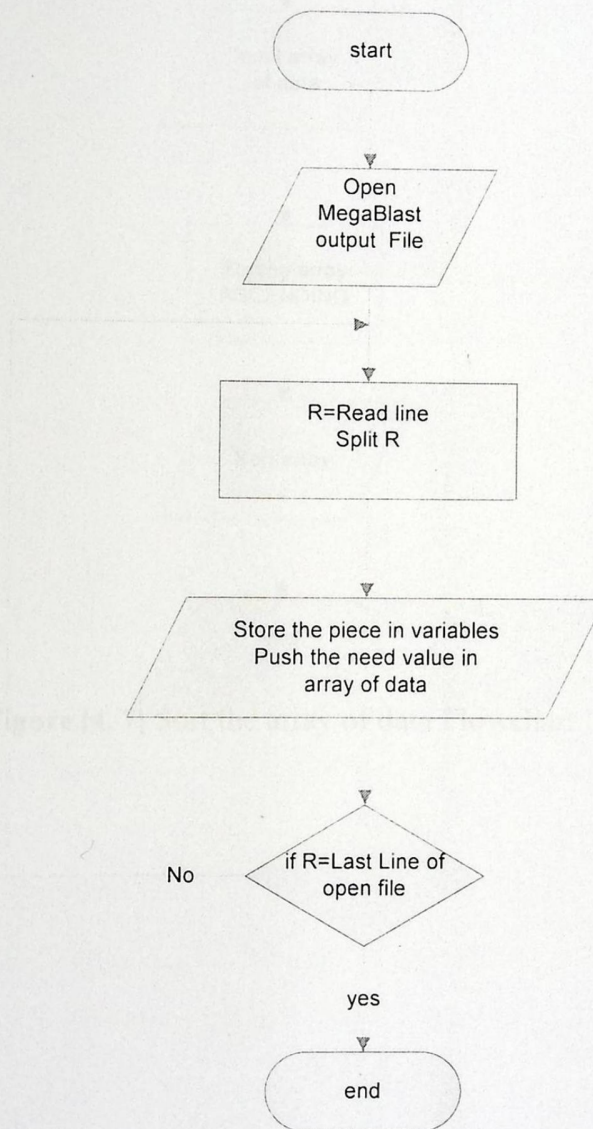 start
Open
MegaBlast
output File
R=Read line
Split R
Store the piece in variables
Push the need value in
array of data
if R=Last Line of
open file
No
yes
end